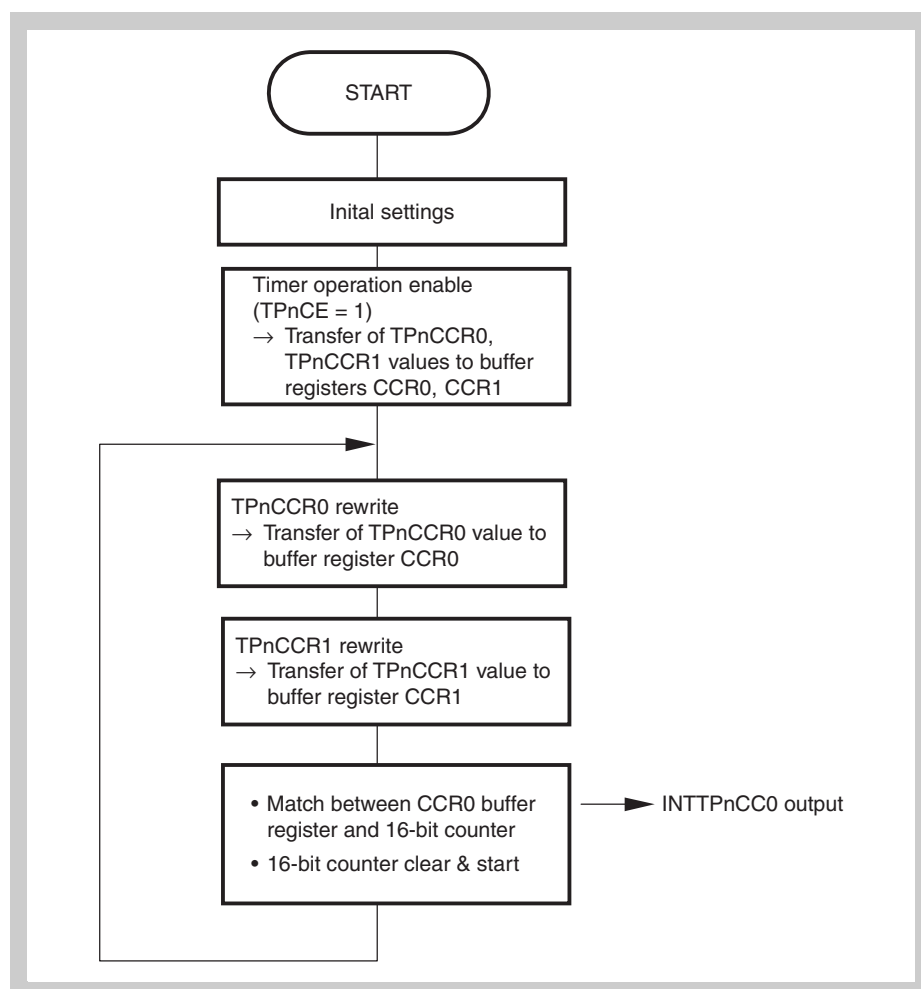 START
Inital settings
Timer operation enable
(TPnCE = 1)
→ Transfer of TPnCCR0,
TPnCCR1 values to buffer
registers CCR0, CCR1
TPnCCR0 rewrite
→ Transfer of TPnCCR0 value to
buffer register CCR0
TPnCCR1 rewrite
→ Transfer of TPnCCR1 value to
buffer register CCR1
• Match between CCR0 buffer
register and 16-bit counter
• 16-bit counter clear & start
INTTPnCC0 output